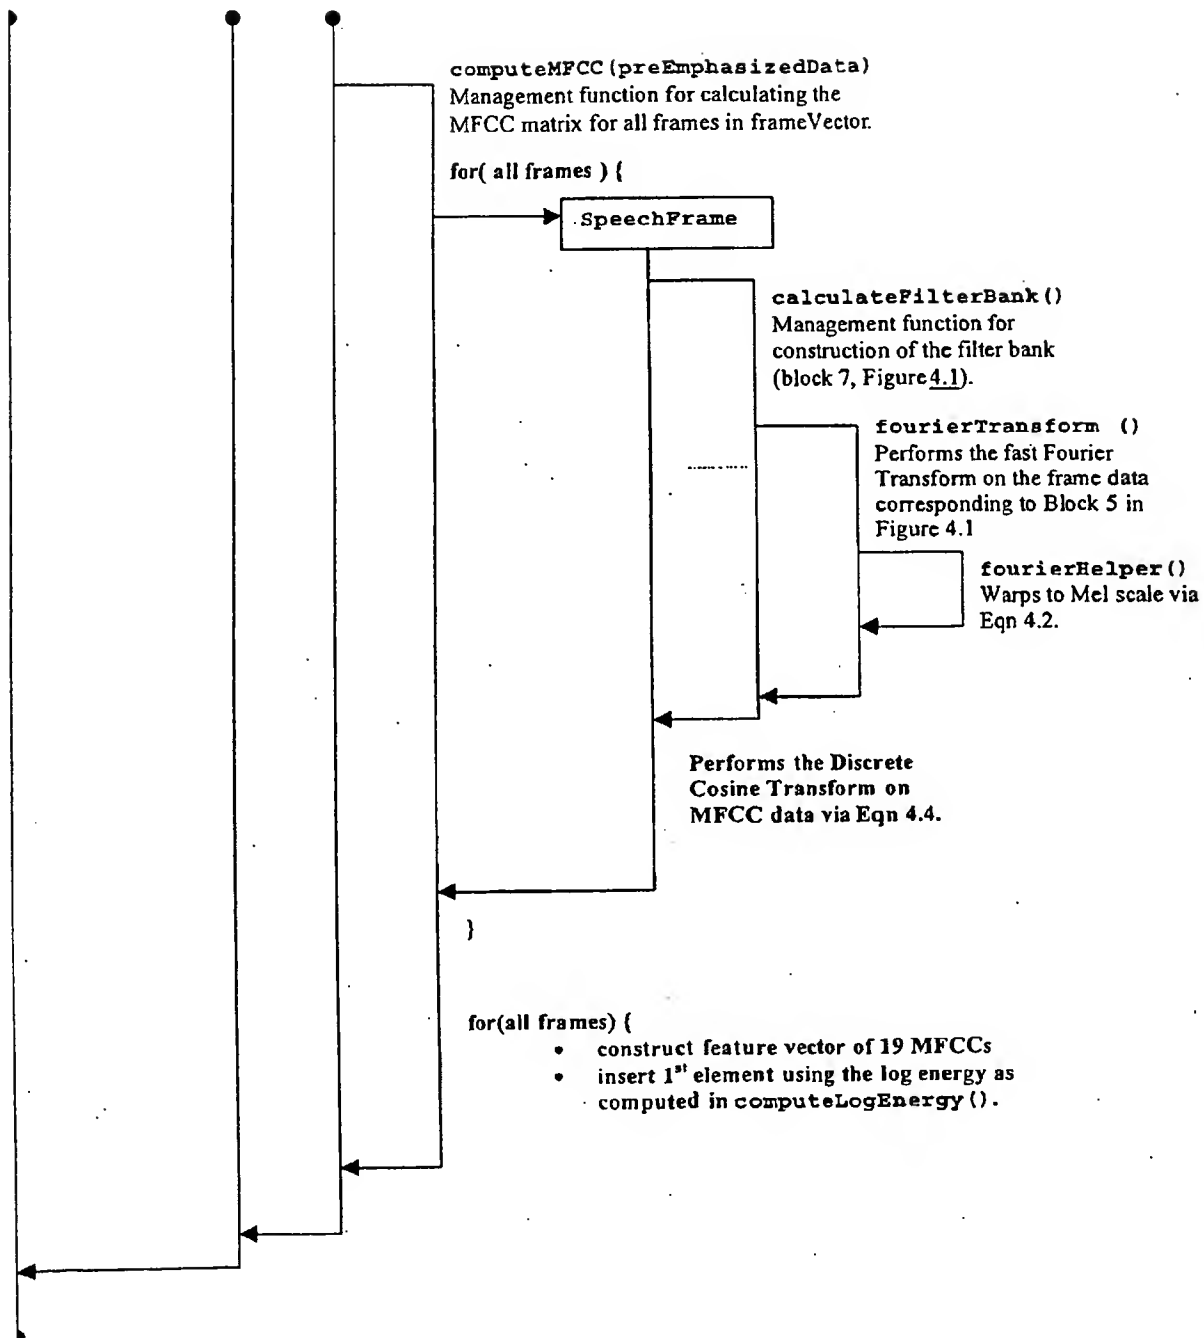 computeMFCC(preEmphasizedData)
Management function for calculating the
MFCC matrix for all frames in frameVector.
for( all frames ) {
SpeechFrame
calculateFilterBank()
Management function for
construction of the filter bank
(block 7, Figure 4.1).
fourierTransform ()
Performs the fast Fourier
Transform on the frame data
corresponding to Block 5 in
Figure 4.1
fourierHelper()
Warps to Mel scale via
Eqn 4.2.
Performs the Discrete
Cosine Transform on
MFCC data via Eqn 4.4.
}
for(all frames) {
• construct feature vector of 19 MFCCs
• insert 1st element using the log energy as
computed in computeLogEnergy().